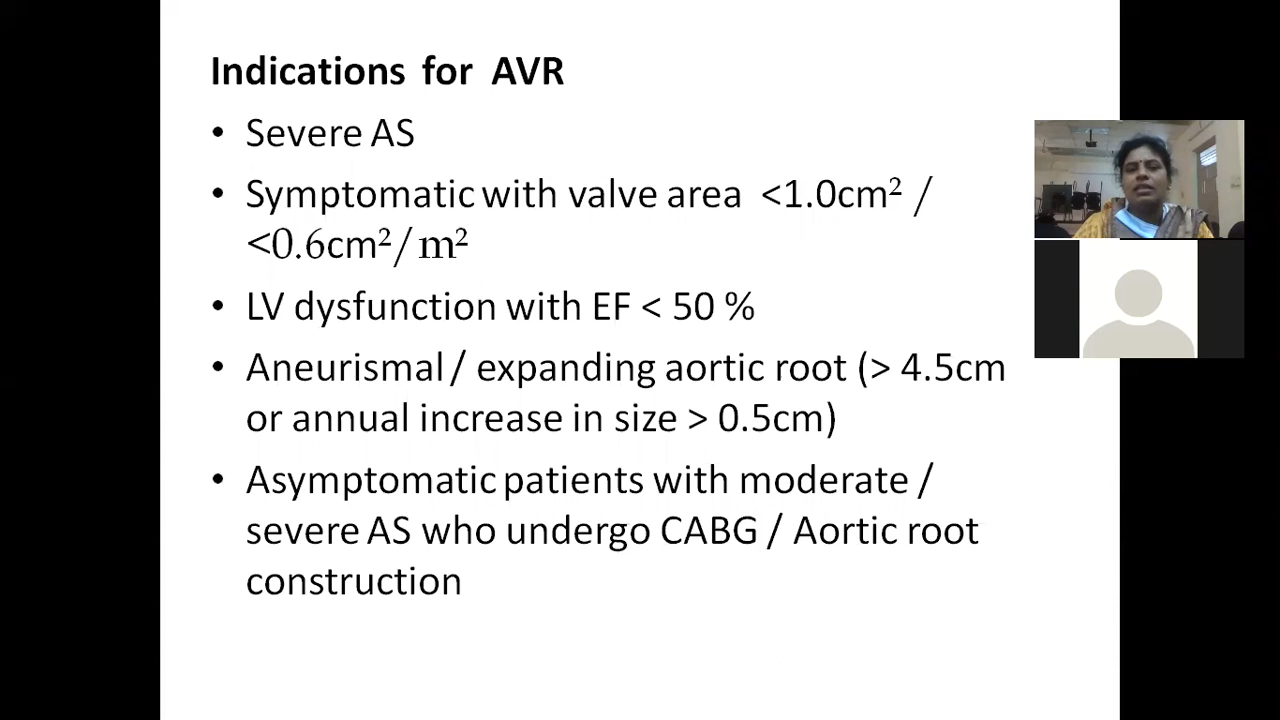 Indications for AVR
• Severe AS
• Symptomatic with valve area <1.0cm² /
<0.6cm²/ m²
• LV dysfunction with EF < 50 %
• Aneurismal / expanding aortic root (> 4.5cm
or annual increase in size > 0.5cm)
• Asymptomatic patients with moderate /
severe AS who undergo CABG / Aortic root
construction